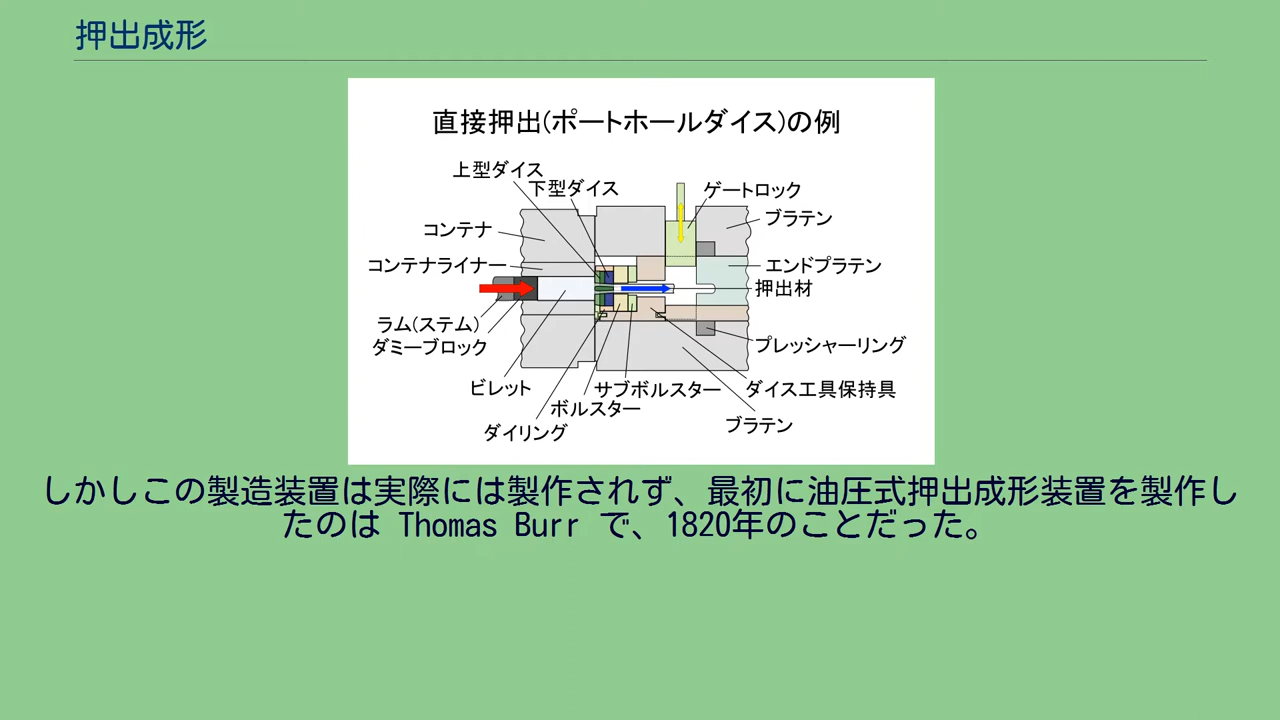 押出成形
直接押出(ポートホールダイス)の例
上型ダイス
下型ダイス
ゲートロック
プラテン
コンテナ
コンテナライナー
エンドプラテン
押出材
ラム(ステム)
ダミーブロック
プレッシャーリング
ビレット
サブボルスター
ダイス工具保持具
ボルスター
プラテン
ダイリング
しかしこの製造装置は実際には製作されず、最初に油圧式押出成形装置を製作し
たのは Thomas Burr で、1820年のことだった。